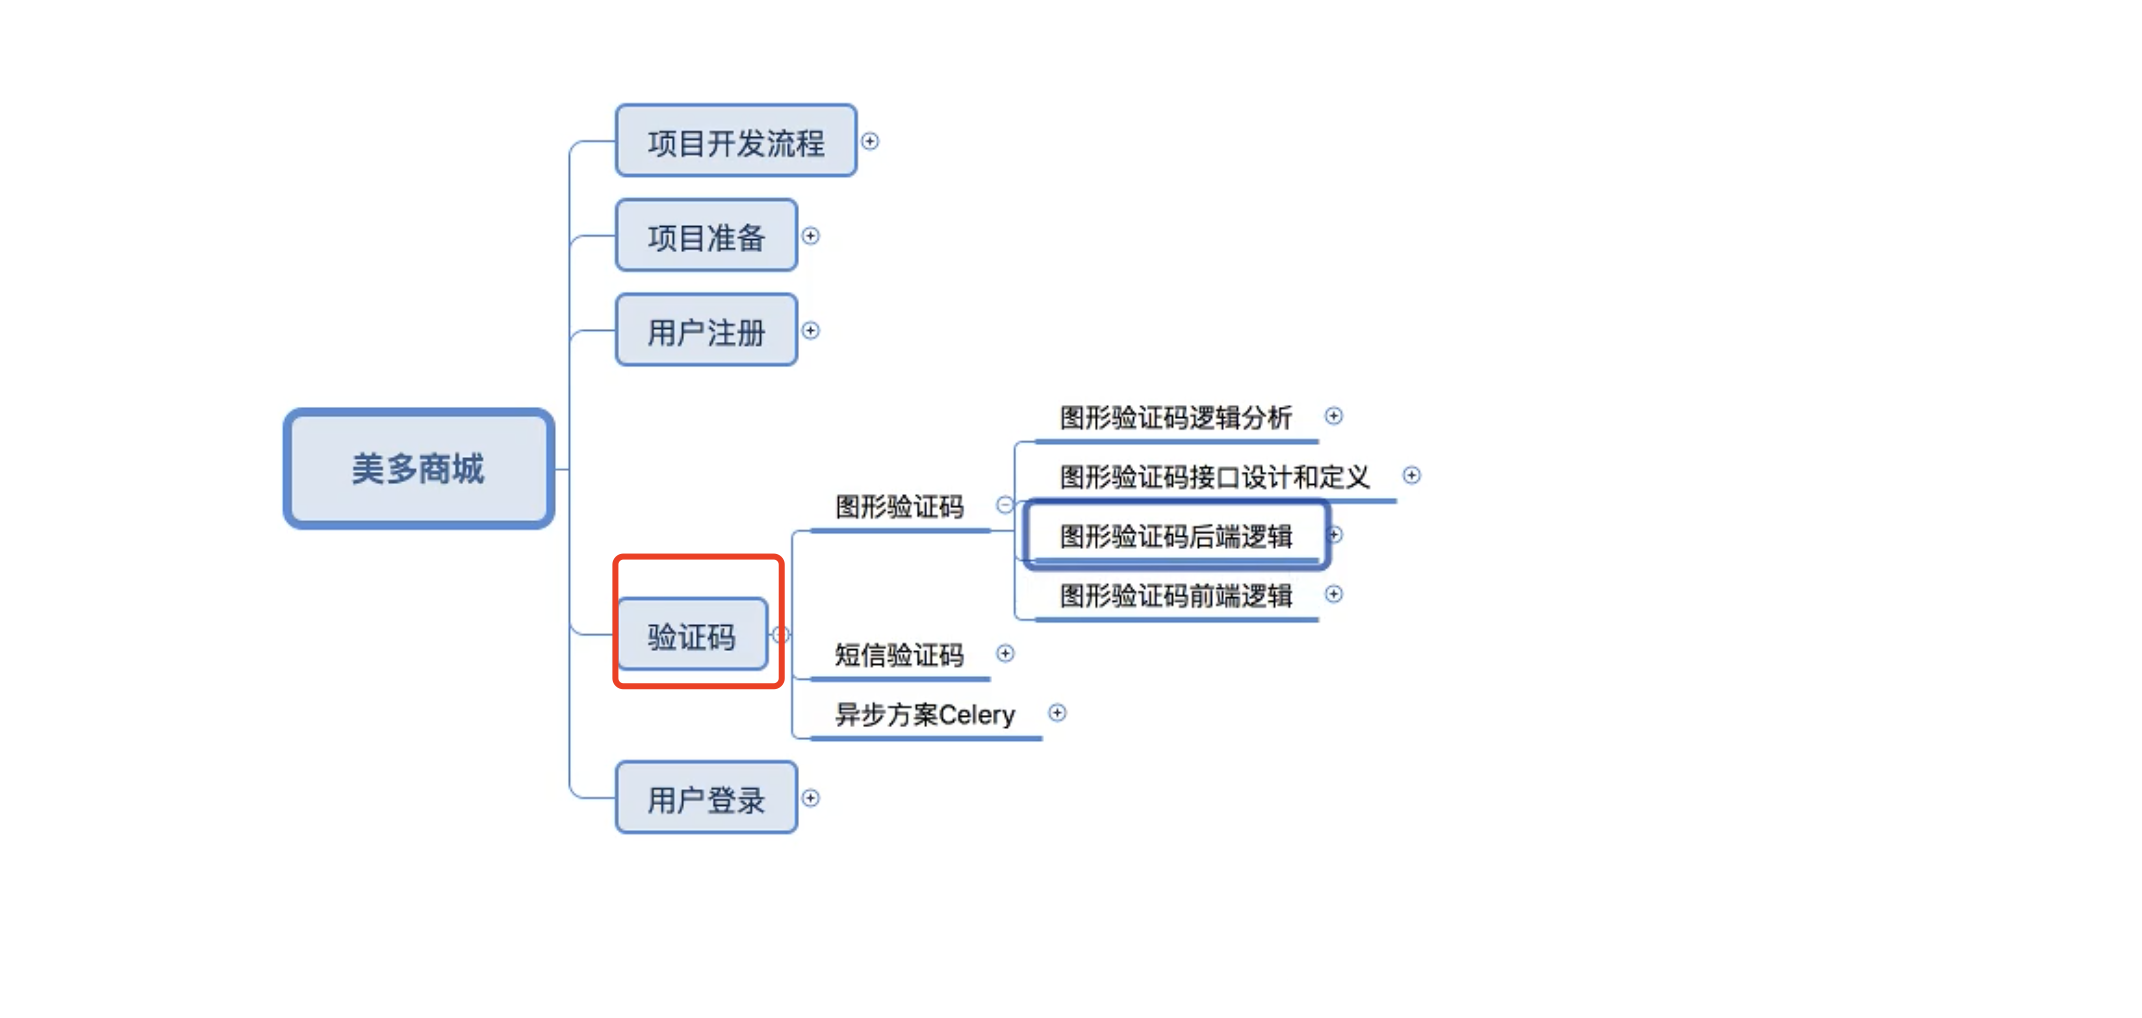 美多商城
项目开发流程
项目准备
用户注册
验证码
图形验证码
图形验证码逻辑分析
图形验证码接口设计和定义
图形验证码后端逻辑
图形验证码前端逻辑
短信验证码
异步方案Celery
用户登录